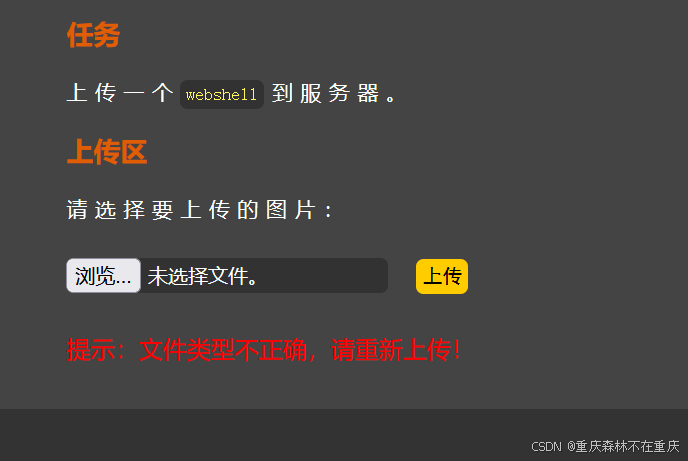 任务
上传一个 webshell 到服务器。
上传区
请选择要上传的图片：
浏览... 未选择文件。 上传
提示：文件类型不正确，请重新上传！
CSDN @重庆森林不在重庆